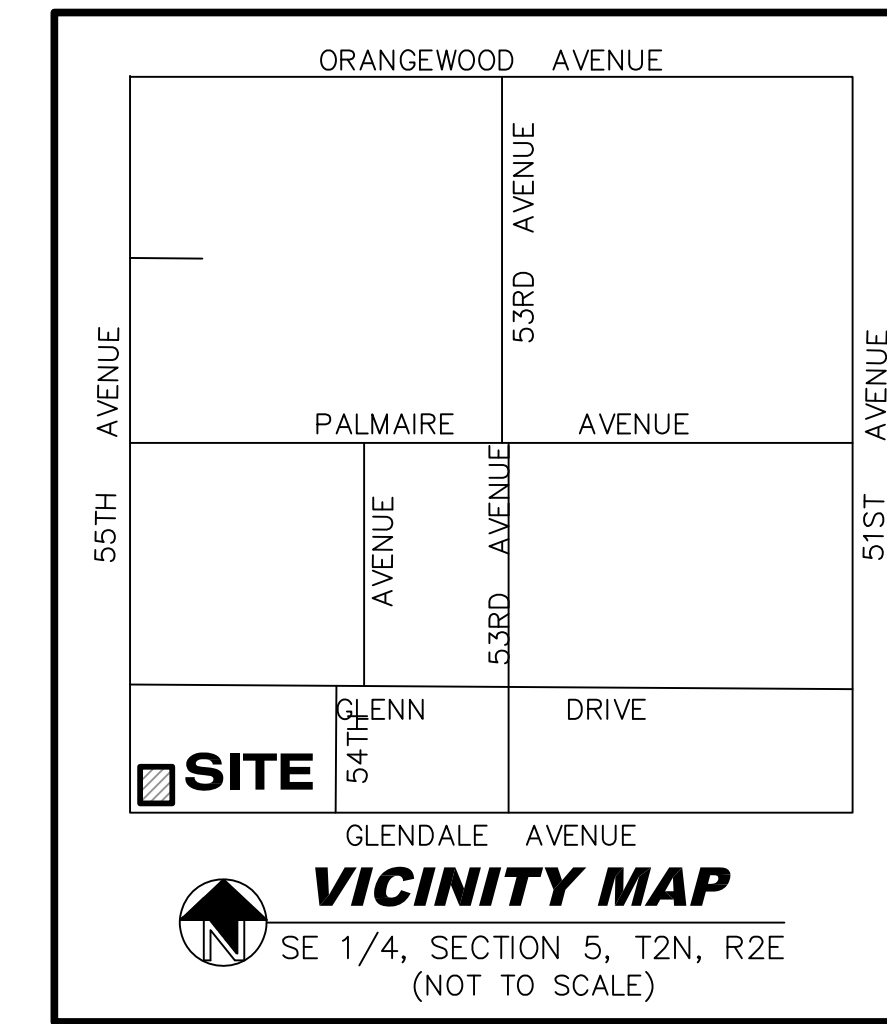 ORANGEWOOD AVENUE
53RD AVENUE
55TH AVENUE
51ST AVENUE
PALMAIRE AVENUE
AVENUE
53RD AVENUE
GLENN DRIVE
54TH
SITE
GLENDALE AVENUE
N
VICINITY MAP
SE 1/4, SECTION 5, T2N, R2E
(NOT TO SCALE)